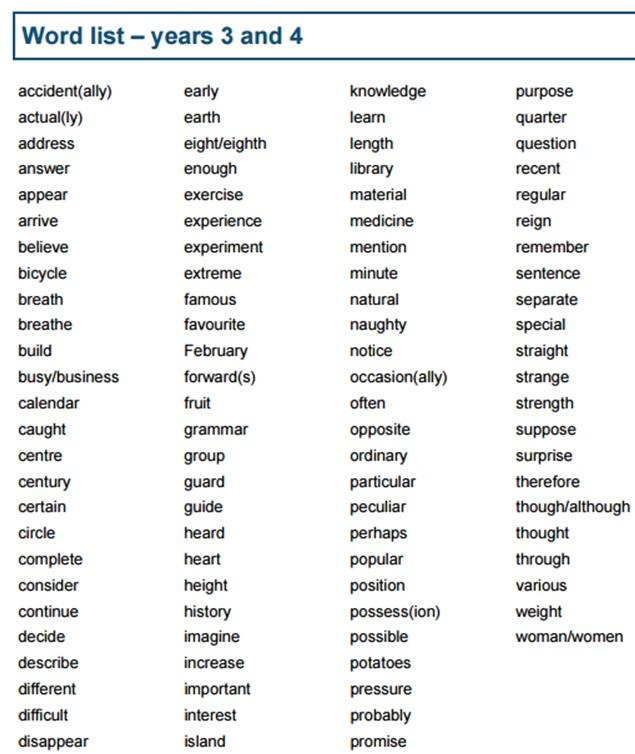 Word list – years 3 and 4
accident(ally)
actual(ly)
address
answer
appear
arrive
believe
bicycle
breath
breathe
build
busy/business
calendar
caught
centre
century
certain
circle
complete
consider
continue
decide
describe
different
difficult
disappear
early
earth
eight/eighth
enough
exercise
experience
experiment
extreme
famous
favourite
February
forward(s)
fruit
grammar
group
guard
guide
heard
heart
height
history
imagine
increase
important
interest
island
knowledge
learn
length
library
material
medicine
mention
minute
natural
naughty
notice
occasion(ally)
often
opposite
ordinary
particular
peculiar
perhaps
popular
position
possess(ion)
possible
potatoes
pressure
probably
promise
purpose
quarter
question
recent
regular
reign
remember
sentence
separate
special
straight
strange
strength
suppose
surprise
therefore
though/although
thought
through
various
weight
woman/women